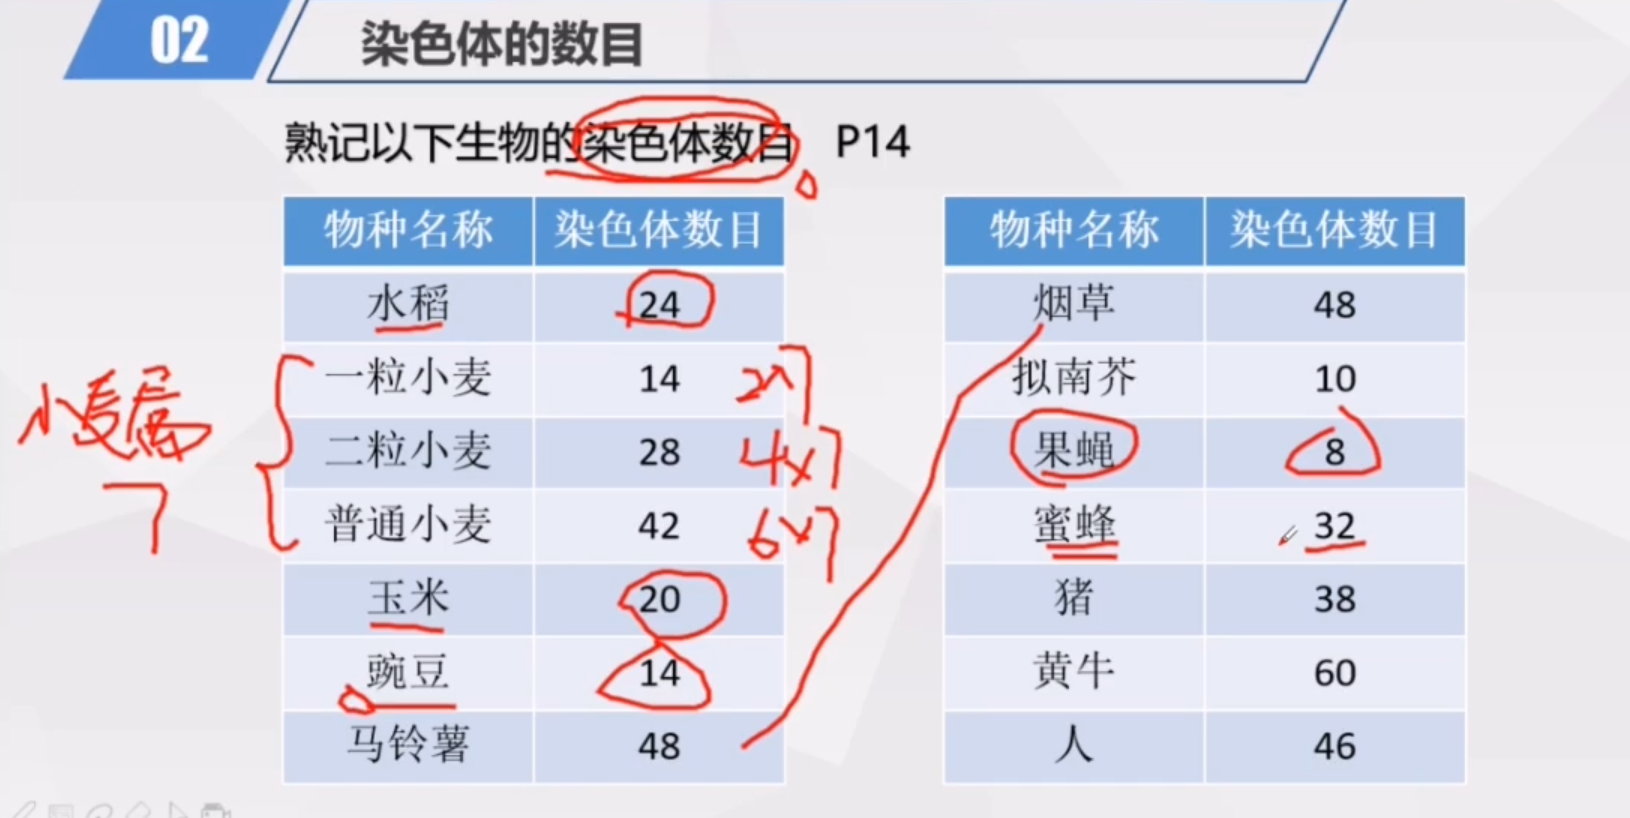 02 染色体的数目
熟记以下生物的染色体数目 P14
物种名称 染色体数目
水稻 24
一粒小麦 14 2×7
二粒小麦 28 4×7
普通小麦 42 6×7
玉米 20
豌豆 14
马铃薯 48
小麦属
7
物种名称 染色体数目
烟草 48
拟南芥 10
果蝇 8
蜜蜂 32
猪 38
黄牛 60
人 46